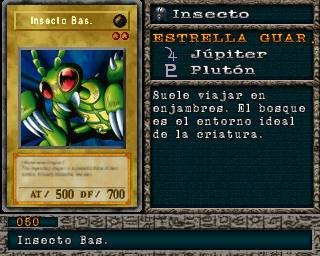 Insecto Bas.
AT/ 500 DF/ 700
Insecto
ESTRELLA GUAR.
Júpiter
Plutón
Suele viajar en
enjambres. El bosque
es el entorno ideal
de la criatura.
050
Insecto Bas.